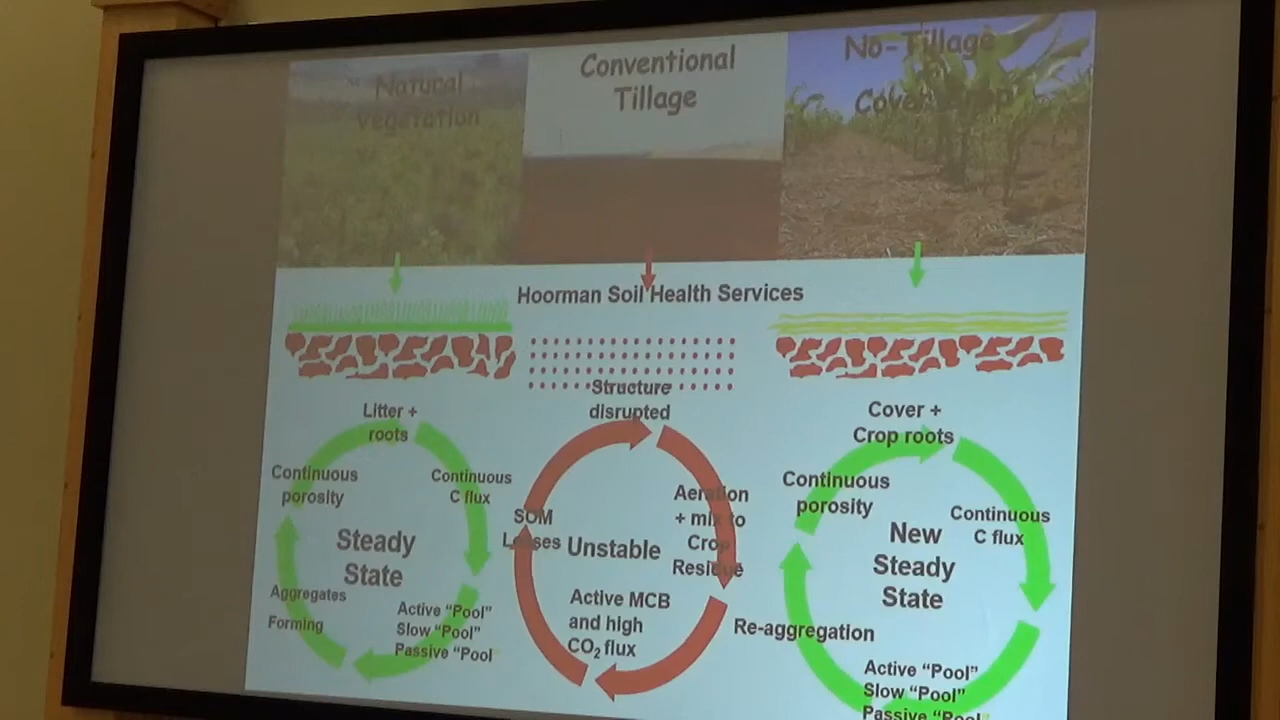 Natural
vegetation
Conventional
Tillage
No-Tillage
Cover Crop
Hoorman Soil Health Services
Litter +
roots
Continuous
porosity
Continuous
C flux
Steady
State
Aggregates
Forming
Active “Pool”
Slow “Pool”
Passive “Pool
Structure
disrupted
SOM
Losses
Aeration
+ mix to
Crop
Residue
Unstable
Active MCB
and high
CO₂ flux
Cover +
Crop roots
Continuous
porosity
Continuous
C flux
New
Steady
State
Re-aggregation
Active “Pool”
Slow “Pool”
Passive “Pool”